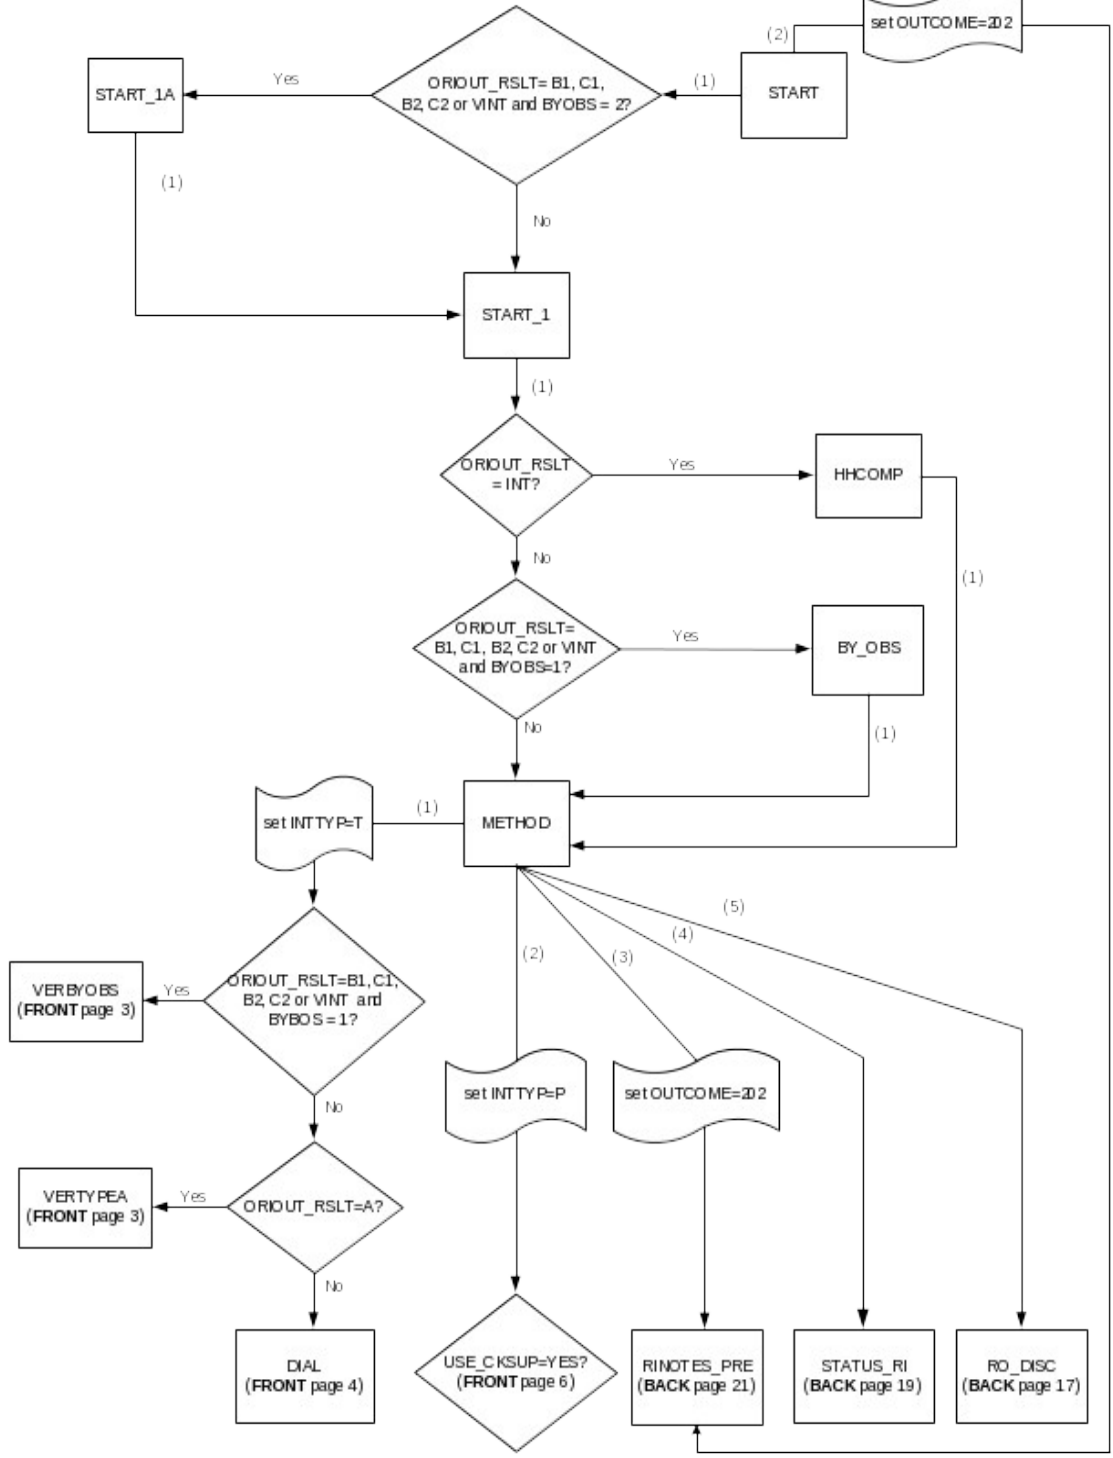 set OUTCOME=202
(2)
START
(1)
ORIOUT_RSLT= B1, C1,
B2, C2 or VINT and BYOBS = 2?
Yes
START_1A
(1)
No
START_1
(1)
ORIOUT_RSLT
= INT?
Yes
HHCOMP
(1)
No
ORIOUT_RSLT=
B1, C1, B2, C2 or VINT
and BYOBS=1?
Yes
BY_OBS
(1)
No
METHOD
(1)
set INTTYP=T
(2)
(3)
(4)
(5)
ORIOUT_RSLT=B1, C1,
B2, C2 or VINT and
BYBOS = 1?
Yes
VERBYOBS
(FRONT page 3)
No
set INTTYP=P
set OUTCOME=202
ORIOUT_RSLT=A?
Yes
VERTYPEA
(FRONT page 3)
No
DIAL
(FRONT page 4)
USE_CKSUP=YES?
(FRONT page 6)
RINOTES_PRE
(BACK page 21)
STATUS_RI
(BACK page 19)
RO_DISC
(BACK page 17)